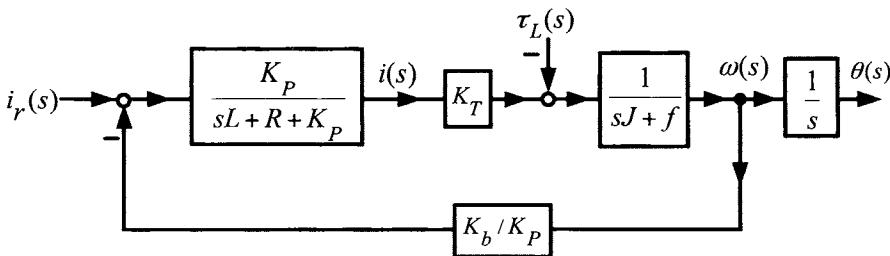 τ_L(s)
−
i_r(s)
−
K_P / (sL + R + K_P)
i(s)
K_T
1 / (sJ + f)
ω(s)
1 / s
θ(s)
K_b / K_P